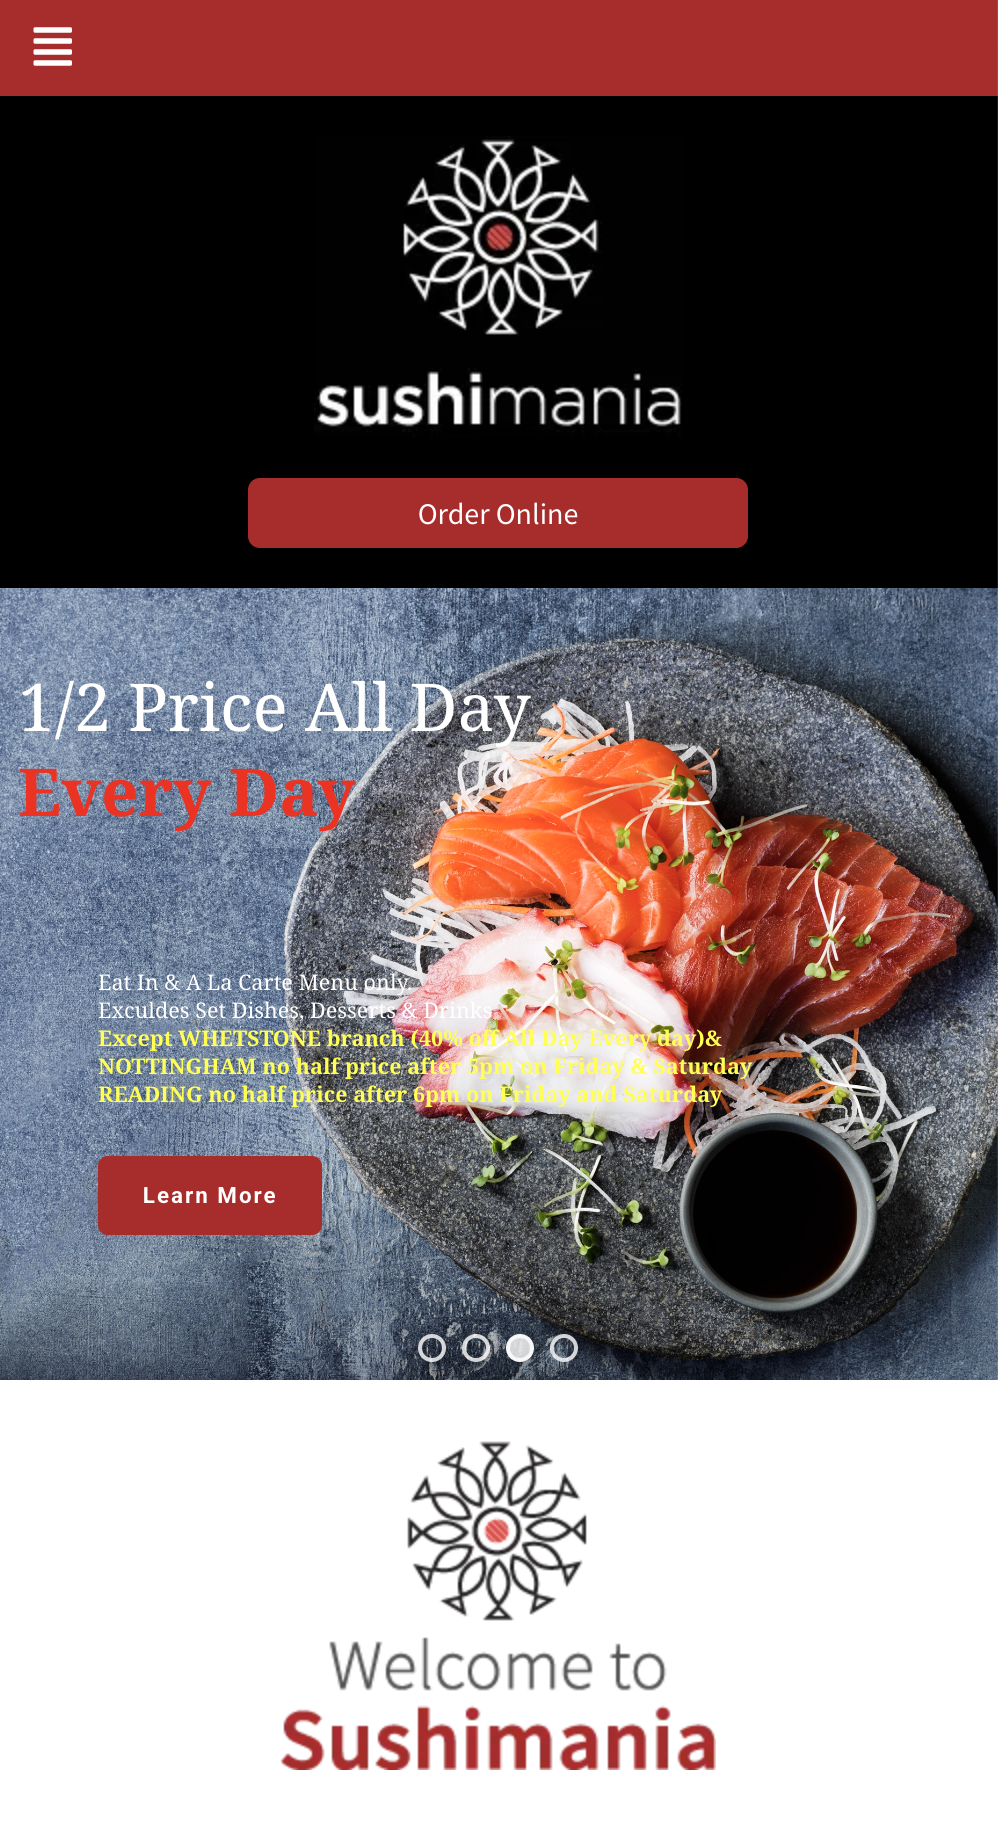 sushimania
Order Online
1/2 Price All Day
Every Day
Eat In & A La Carte Menu only.
Exculdes Set Dishes, Desserts & Drinks.
Except WHETSTONE branch (40% off All Day Every day)&
NOTTINGHAM no half price after 5pm on Friday & Saturday
READING no half price after 6pm on Friday and Saturday
Learn More
Welcome to
Sushimania